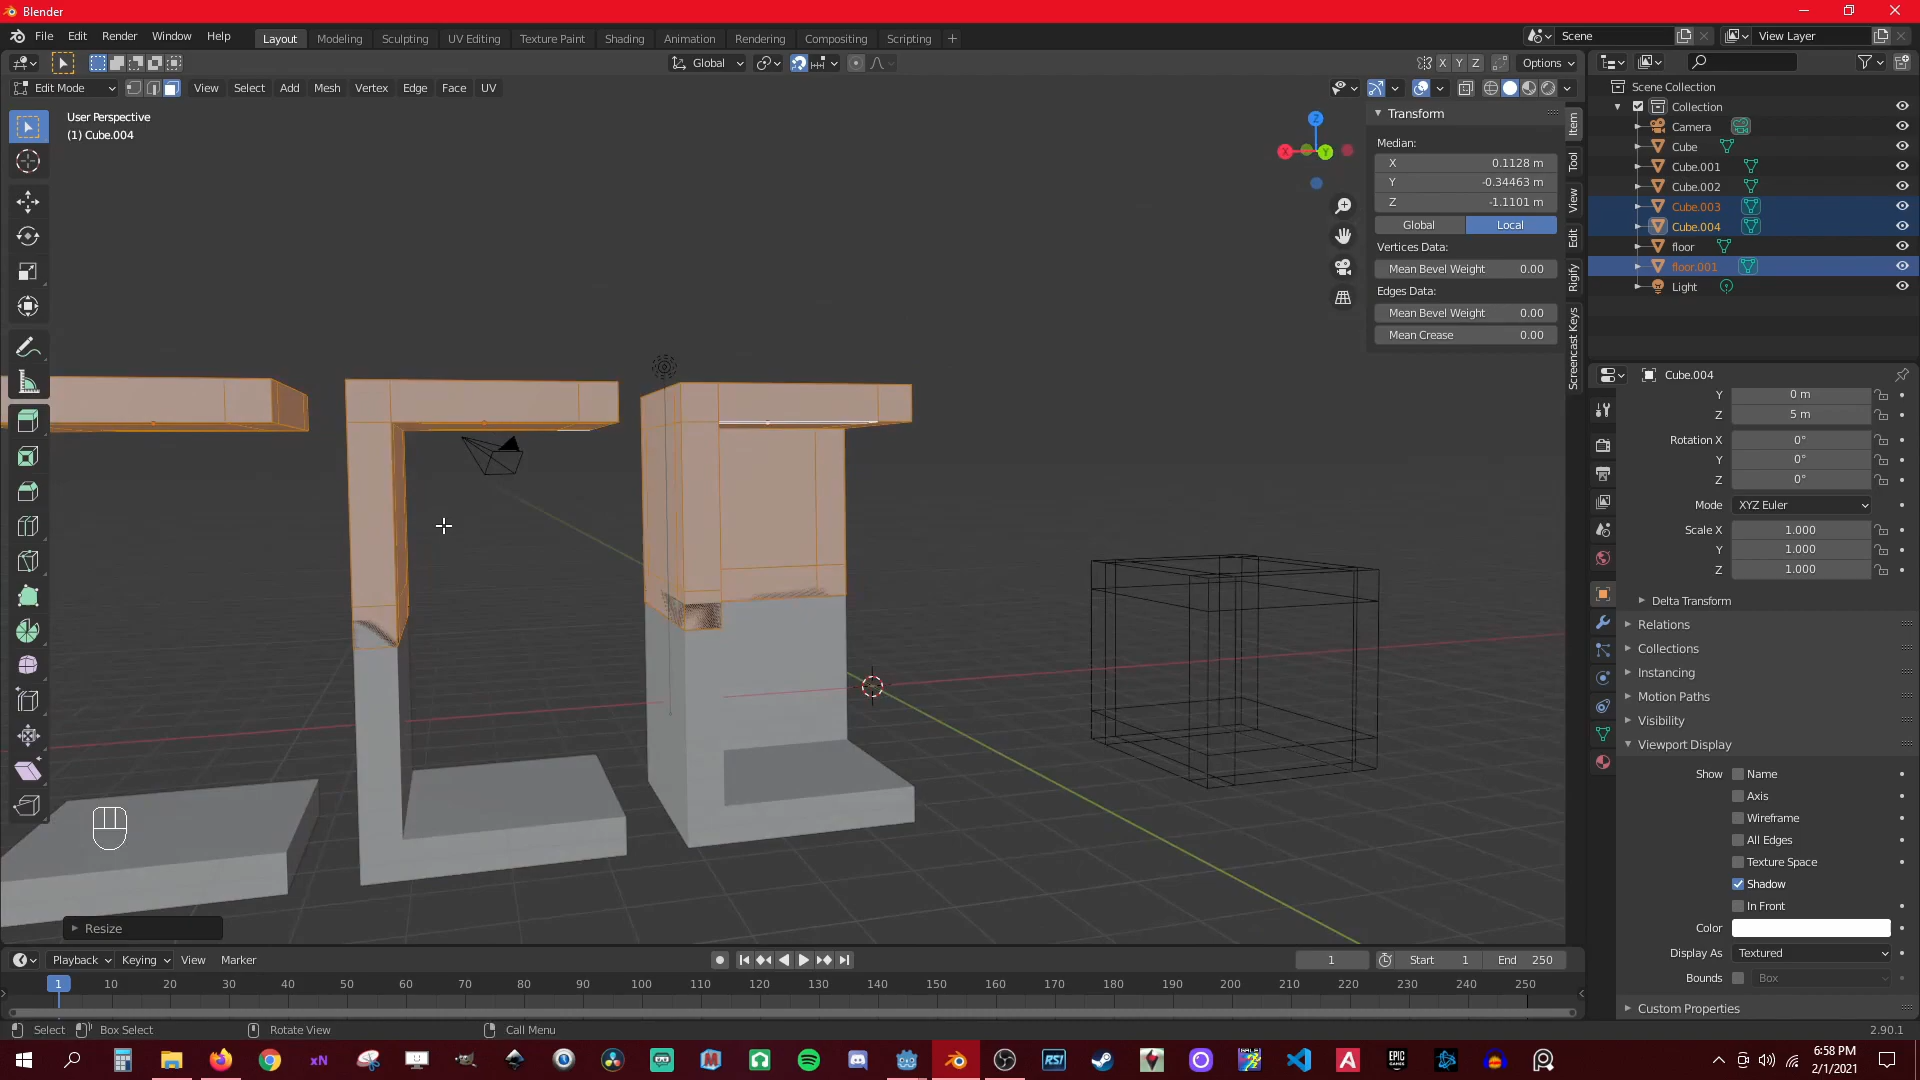 Blender
File Edit Render Window Help Layout Modeling Sculpting UV Editing Texture Paint Shading Animation Rendering Compositing Scripting Scene View Layer
Global X Y Z Options
Edit Mode View Select Add Mesh Vertex Edge Face UV
User Perspective
(1) Cube.004
Transform
Median:
X 0.1128 m
Y -0.34463 m
Z -1.1101 m
Global Local
Vertices Data:
Mean Bevel Weight 0.00
Edges Data:
Mean Bevel Weight 0.00
Mean Crease 0.00
Z
X
Y
Item
Tool
View
Edit
Rigify
Screencast Keys
Scene Collection
Collection
Camera
Cube
Cube.001
Cube.002
Cube.003
Cube.004
floor
floor.001
Light
Cube.004
Y 0 m
Z 5 m
Rotation X 0°
Y 0°
Z 0°
Mode XYZ Euler
Scale X 1.000
Y 1.000
Z 1.000
Delta Transform
Relations
Collections
Instancing
Motion Paths
Visibility
Viewport Display
Show Name
Axis
Wireframe
All Edges
Texture Space
Shadow
In Front
Color
Display As Textured
Bounds Box
Custom Properties
Resize
Playback Keying View Marker 1 Start 1 End 250
1 10 20 30 40 50 60 70 80 90 100 110 120 130 140 150 160 170 180 190 200 210 220 230 240 250
Select Box Select Rotate View Call Menu 2.90.1
xN RSI EPIC GAMES
6:58 PM
2/1/2021